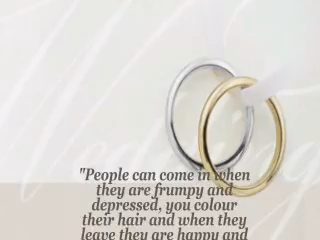 "People can come in when
they are frumpy and
depressed, you colour
their hair and when they
leave they are happy and